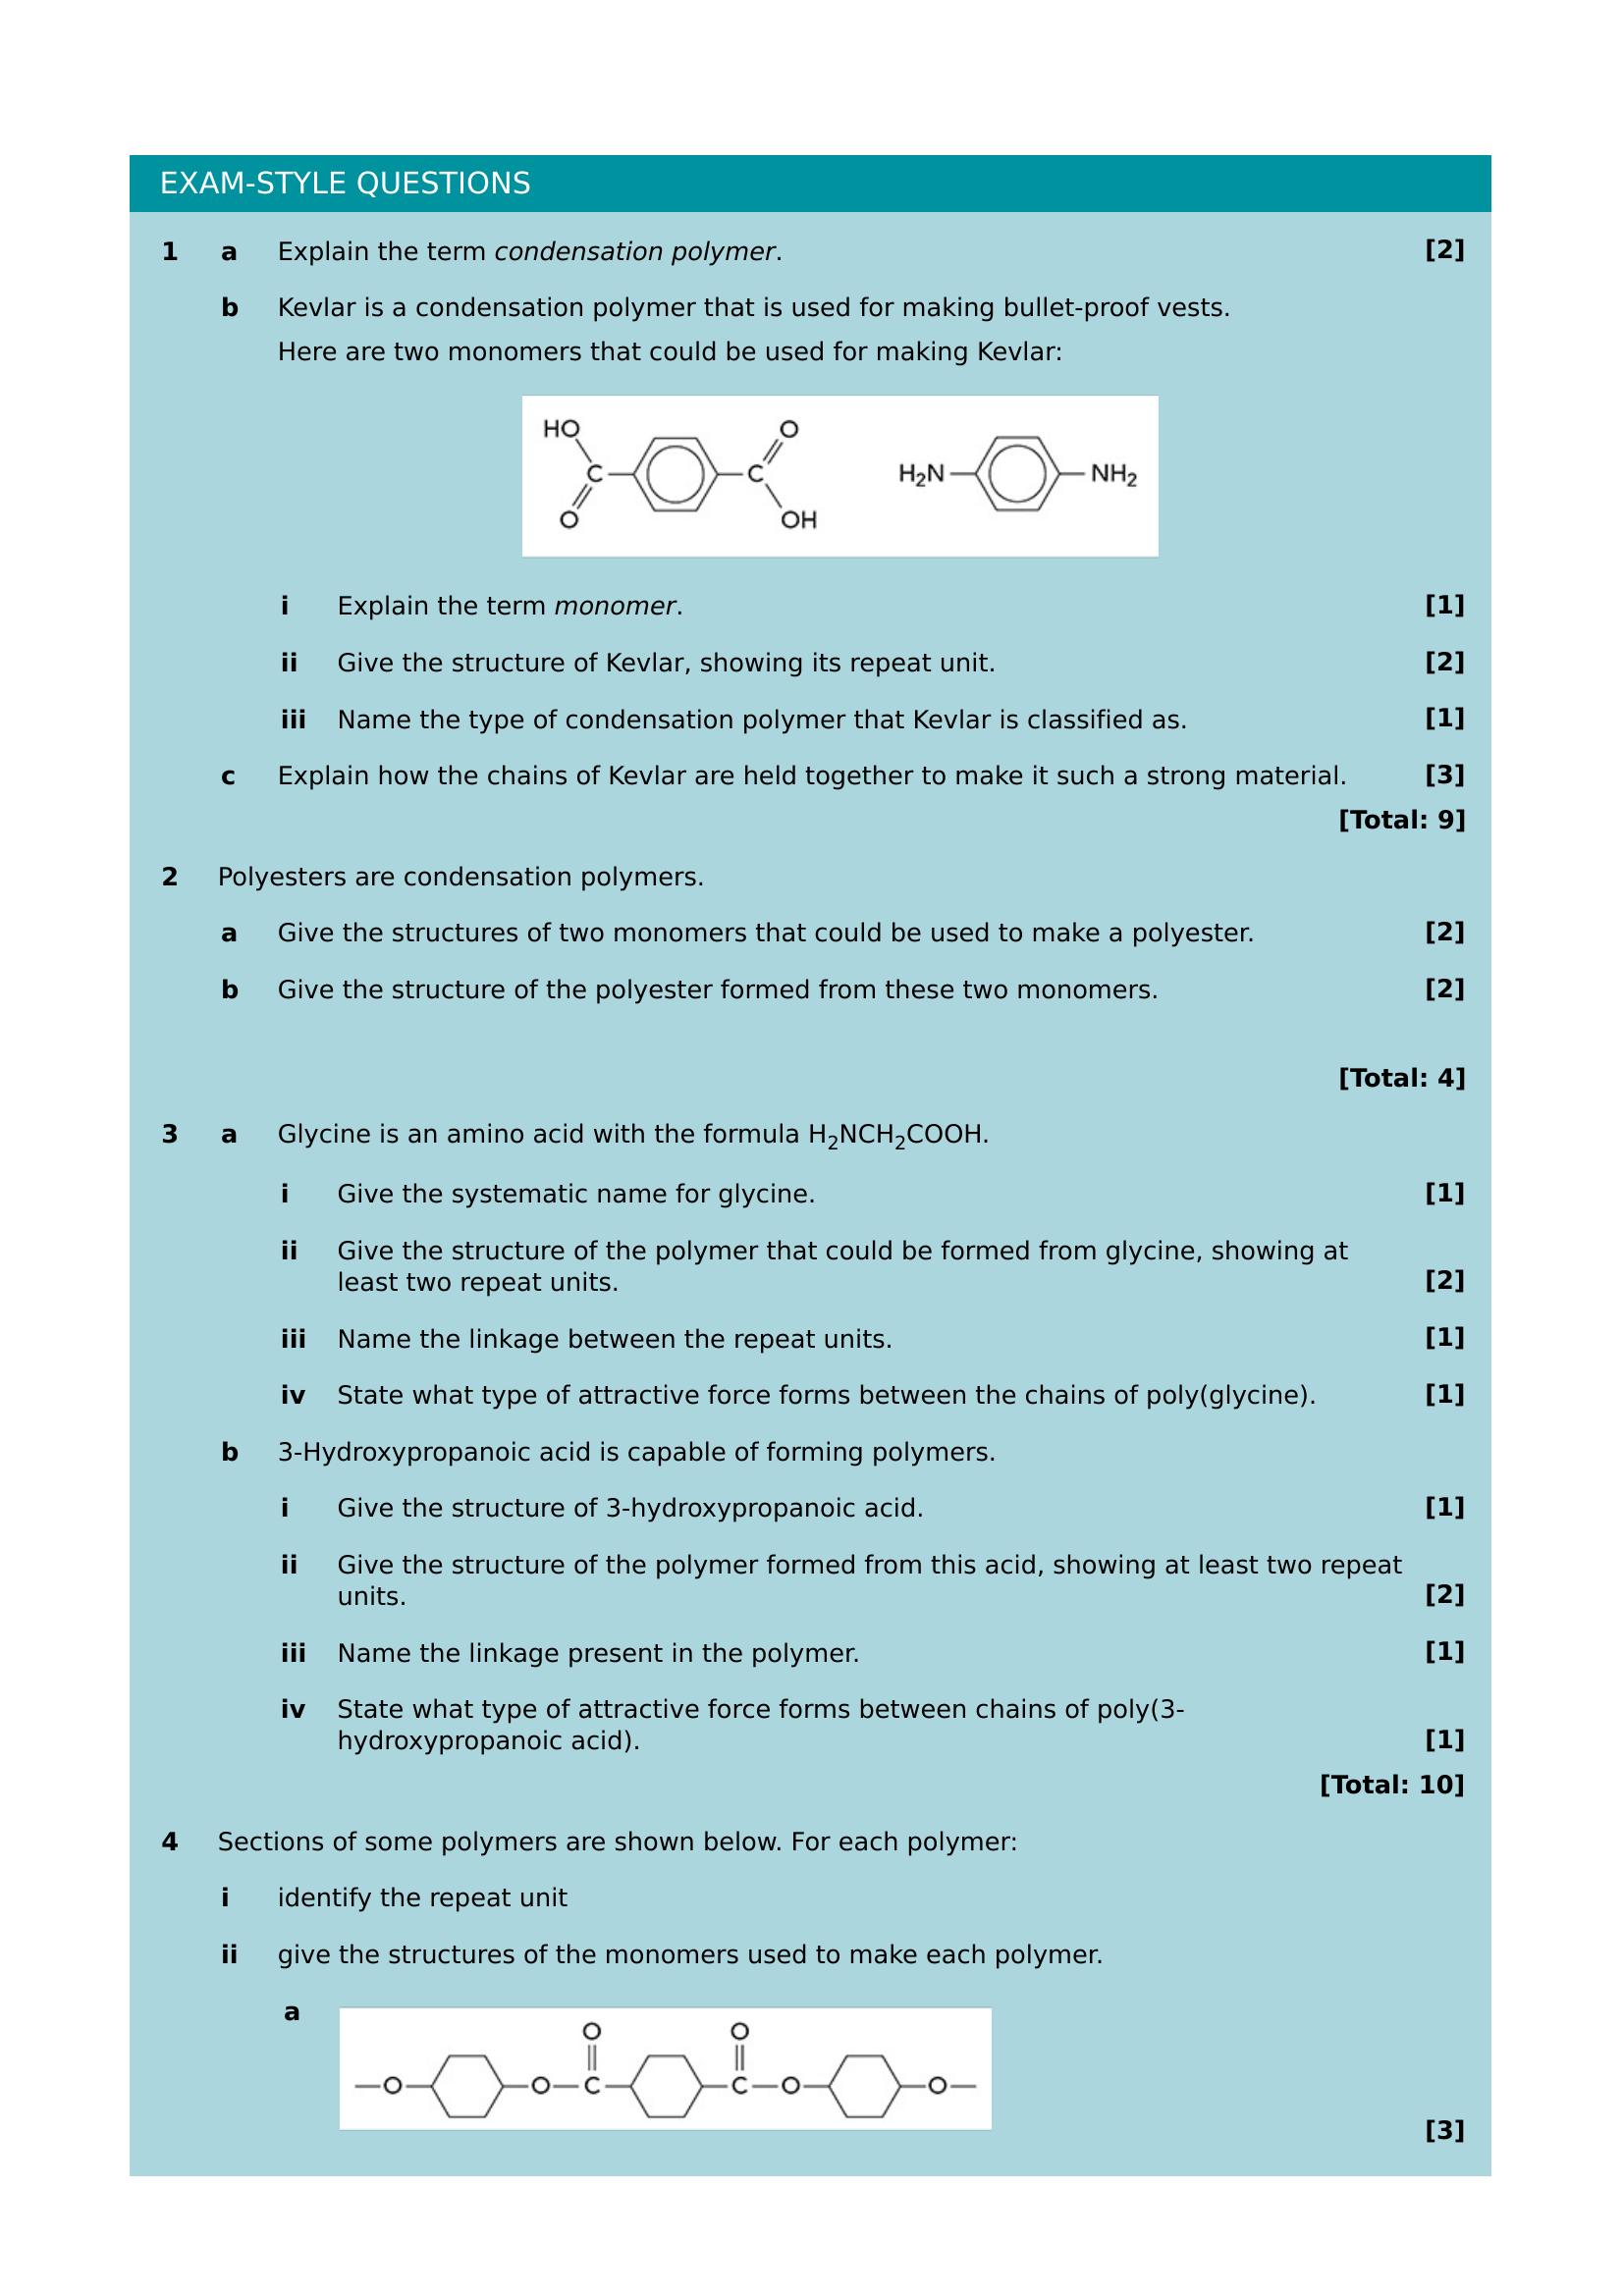 EXAM-STYLE QUESTIONS
1 a Explain the term condensation polymer. [2]
b Kevlar is a condensation polymer that is used for making bullet-proof vests.
Here are two monomers that could be used for making Kevlar:
HO O
C C H₂N NH₂
O OH
i Explain the term monomer. [1]
ii Give the structure of Kevlar, showing its repeat unit. [2]
iii Name the type of condensation polymer that Kevlar is classified as. [1]
c Explain how the chains of Kevlar are held together to make it such a strong material. [3]
[Total: 9]
2 Polyesters are condensation polymers.
a Give the structures of two monomers that could be used to make a polyester. [2]
b Give the structure of the polyester formed from these two monomers. [2]
[Total: 4]
3 a Glycine is an amino acid with the formula H₂NCH₂COOH.
i Give the systematic name for glycine. [1]
ii Give the structure of the polymer that could be formed from glycine, showing at
least two repeat units. [2]
iii Name the linkage between the repeat units. [1]
iv State what type of attractive force forms between the chains of poly(glycine). [1]
b 3-Hydroxypropanoic acid is capable of forming polymers.
i Give the structure of 3-hydroxypropanoic acid. [1]
ii Give the structure of the polymer formed from this acid, showing at least two repeat
units. [2]
iii Name the linkage present in the polymer. [1]
iv State what type of attractive force forms between chains of poly(3-
hydroxypropanoic acid). [1]
[Total: 10]
4 Sections of some polymers are shown below. For each polymer:
i identify the repeat unit
ii give the structures of the monomers used to make each polymer.
a
O O
O O C C O O
[3]